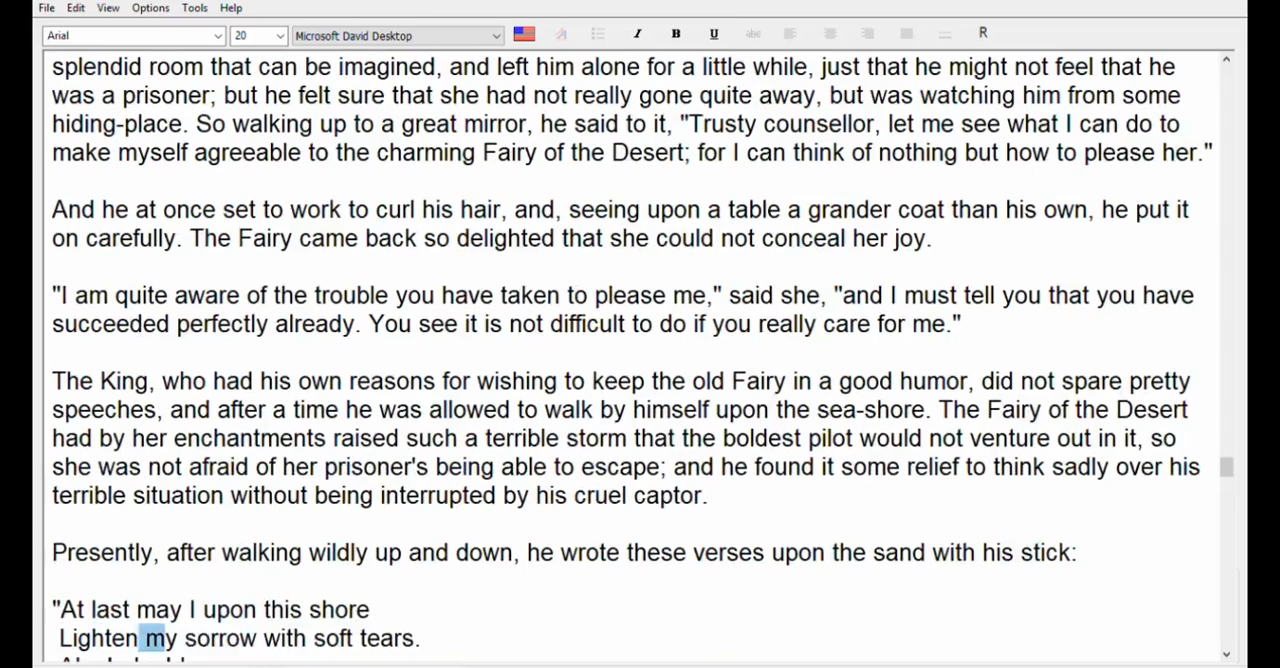 File Edit View Options Tools Help
Arial 20 Microsoft David Desktop I B U abc R
splendid room that can be imagined, and left him alone for a little while, just that he might not feel that he
was a prisoner; but he felt sure that she had not really gone quite away, but was watching him from some
hiding-place. So walking up to a great mirror, he said to it, "Trusty counsellor, let me see what I can do to
make myself agreeable to the charming Fairy of the Desert; for I can think of nothing but how to please her."
And he at once set to work to curl his hair, and, seeing upon a table a grander coat than his own, he put it
on carefully. The Fairy came back so delighted that she could not conceal her joy.
"I am quite aware of the trouble you have taken to please me," said she, "and I must tell you that you have
succeeded perfectly already. You see it is not difficult to do if you really care for me."
The King, who had his own reasons for wishing to keep the old Fairy in a good humor, did not spare pretty
speeches, and after a time he was allowed to walk by himself upon the sea-shore. The Fairy of the Desert
had by her enchantments raised such a terrible storm that the boldest pilot would not venture out in it, so
she was not afraid of her prisoner's being able to escape; and he found it some relief to think sadly over his
terrible situation without being interrupted by his cruel captor.
Presently, after walking wildly up and down, he wrote these verses upon the sand with his stick:
"At last may I upon this shore
Lighten my sorrow with soft tears.